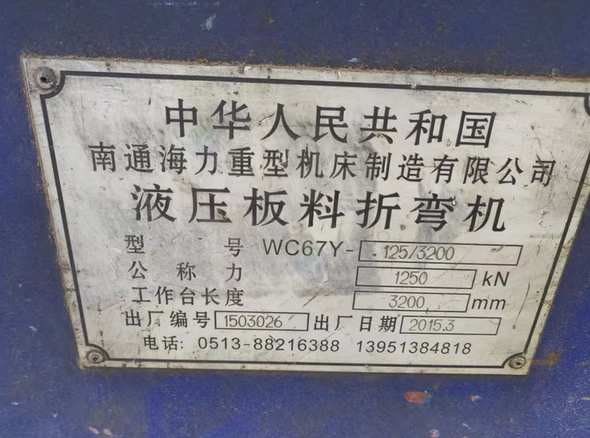 中华人民共和国
南通海力重型机床制造有限公司
液压板料折弯机
型 号 WC67Y-125/3200
公 称 力 1250 kN
工作台长度 3200 mm
出厂编号 1503026 出厂日期 2015.3
电话: 0513-88216388 13951384818